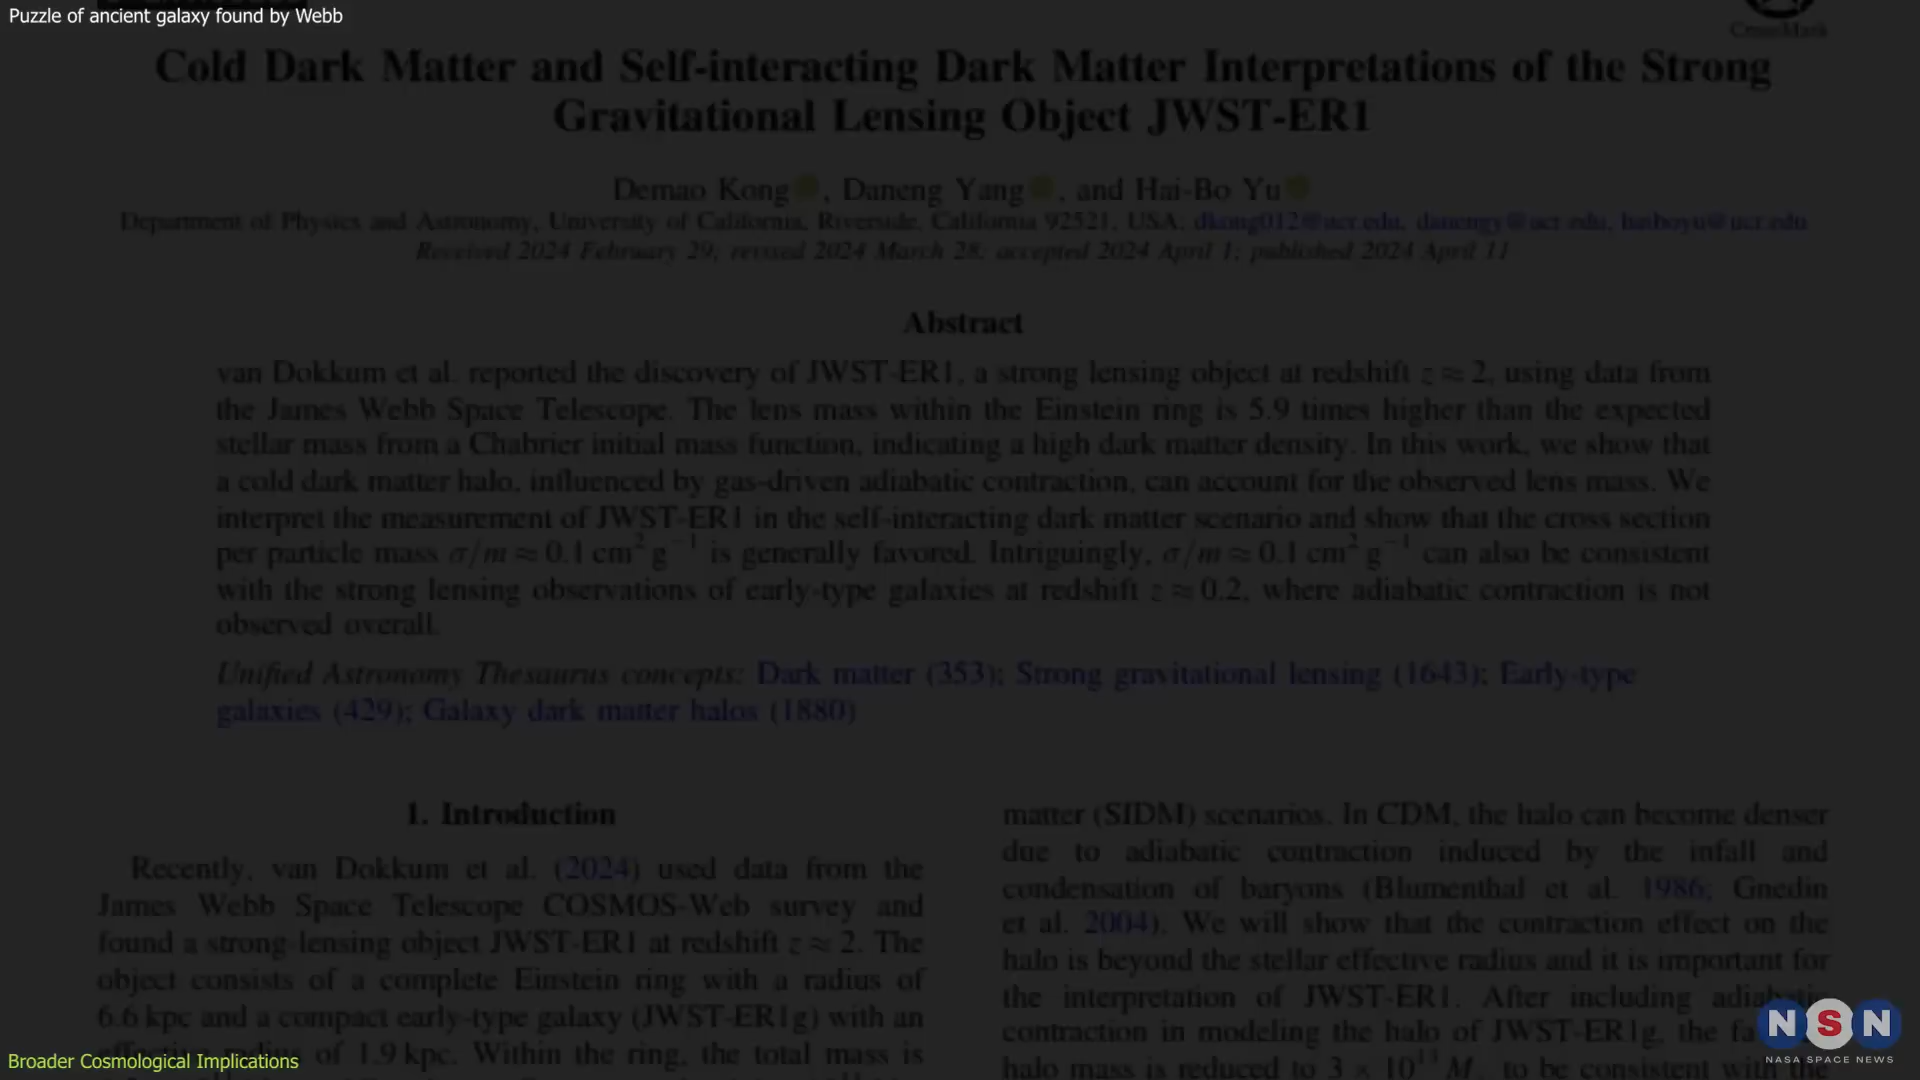 Puzzle of ancient galaxy found by Webb
CrossMark
Cold Dark Matter and Self-interacting Dark Matter Interpretations of the Strong
Gravitational Lensing Object JWST-ER1
Demao Kong , Daneng Yang , and Hai-Bo Yu
Department of Physics and Astronomy, University of California, Riverside, California 92521, USA; dkong012@ucr.edu, danengy@ucr.edu, haiboyu@ucr.edu
Received 2024 February 29; revised 2024 March 28; accepted 2024 April 1; published 2024 April 11
Abstract
van Dokkum et al. reported the discovery of JWST-ER1, a strong lensing object at redshift z ≈ 2, using data from
the James Webb Space Telescope. The lens mass within the Einstein ring is 5.9 times higher than the expected
stellar mass from a Chabrier initial mass function, indicating a high dark matter density. In this work, we show that
a cold dark matter halo, influenced by gas-driven adiabatic contraction, can account for the observed lens mass. We
interpret the measurement of JWST-ER1 in the self-interacting dark matter scenario and show that the cross section
per particle mass σ/m ≈ 0.1 cm² g⁻¹ is generally favored. Intriguingly, σ/m ≈ 0.1 cm² g⁻¹ can also be consistent
with the strong lensing observations of early-type galaxies at redshift z ≈ 0.2, where adiabatic contraction is not
observed overall.
Unified Astronomy Thesaurus concepts: Dark matter (353); Strong gravitational lensing (1643); Early-type
galaxies (429); Galaxy dark matter halos (1880)
1. Introduction
Recently, van Dokkum et al. (2024) used data from the
James Webb Space Telescope COSMOS-Web survey and
found a strong-lensing object JWST-ER1 at redshift z ≈ 2. The
object consists of a complete Einstein ring with a radius of
6.6 kpc and a compact early-type galaxy (JWST-ER1g) with an
effective radius of 1.9 kpc. Within the ring, the total mass is
matter (SIDM) scenarios. In CDM, the halo can become denser
due to adiabatic contraction induced by the infall and
condensation of baryons (Blumenthal et al. 1986; Gnedin
et al. 2004). We will show that the contraction effect on the
halo is beyond the stellar effective radius and it is important for
the interpretation of JWST-ER1. After including adiabatic
contraction in modeling the halo of JWST-ER1g, the
halo mass is reduced to 3 × 10¹³ M, to be consistent with the
Broader Cosmological Implications
NSN
NASA SPACE NEWS